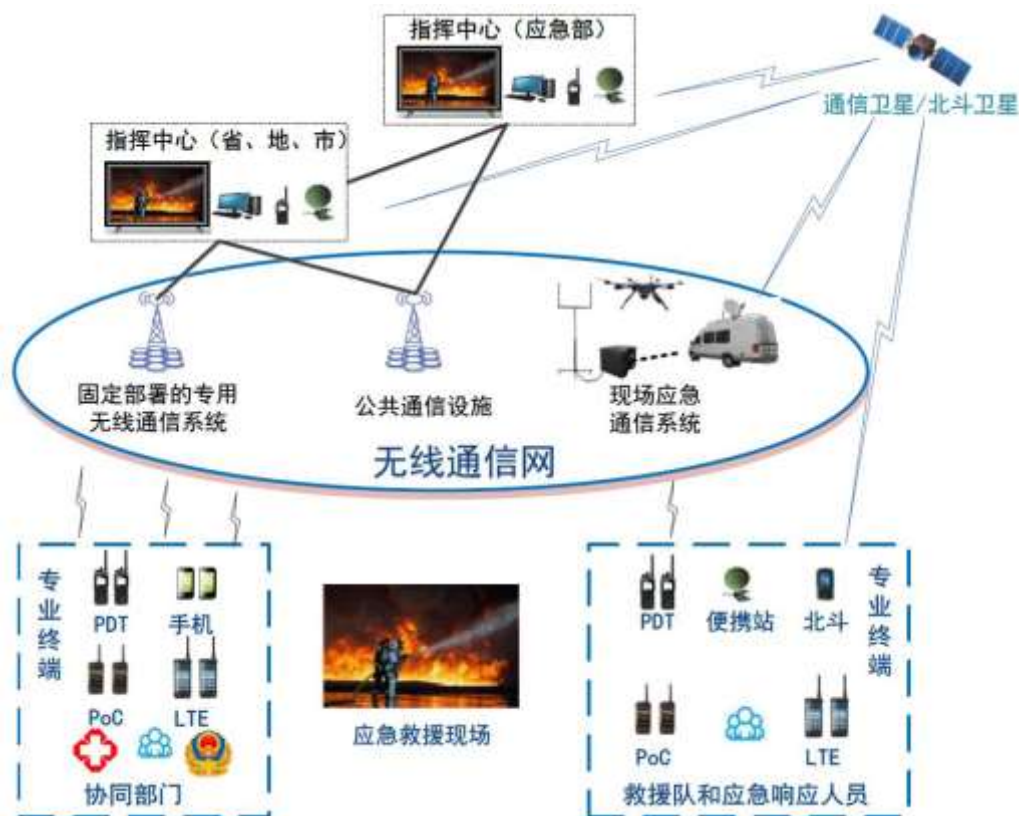 指挥中心（应急部）
通信卫星/北斗卫星
指挥中心（省、地、市）
固定部署的专用
无线通信系统
公共通信设施
现场应急
通信系统
无线通信网
专业终端
PDT
手机
PoC
LTE
协同部门
应急救援现场
PDT
便携站
北斗
专业终端
PoC
LTE
救援队和应急响应人员